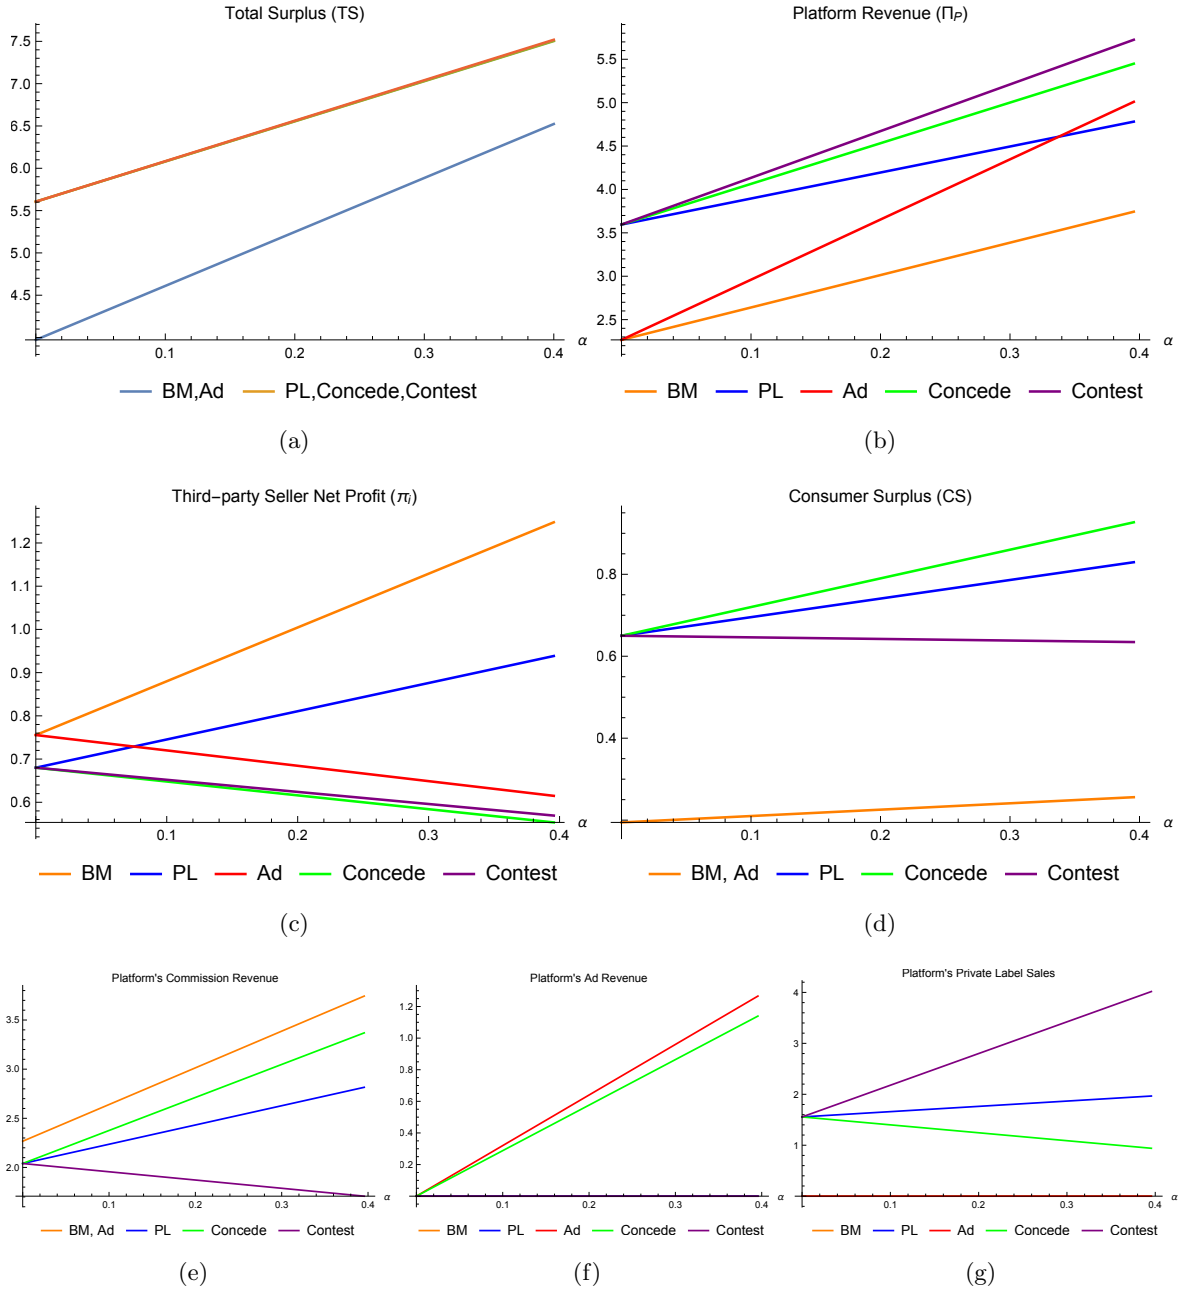 Total Surplus (TS)
7.5
7.0
6.5
6.0
5.5
5.0
4.5
0.1 0.2 0.3 0.4 α
BM,Ad PL,Concede,Contest
(a)
Platform Revenue (Π_P)
5.5
5.0
4.5
4.0
3.5
3.0
2.5
0.1 0.2 0.3 0.4 α
BM PL Ad Concede Contest
(b)
Third-party Seller Net Profit (π_i)
1.2
1.1
1.0
0.9
0.8
0.7
0.6
0.1 0.2 0.3 0.4 α
BM PL Ad Concede Contest
(c)
Consumer Surplus (CS)
0.8
0.6
0.4
0.1 0.2 0.3 0.4 α
BM, Ad PL Concede Contest
(d)
Platform's Commission Revenue
3.5
3.0
2.5
2.0
0.1 0.2 0.3 0.4 α
BM, Ad PL Concede Contest
(e)
Platform's Ad Revenue
1.2
1.0
0.8
0.6
0.4
0.2
0.1 0.2 0.3 0.4 α
BM PL Ad Concede Contest
(f)
Platform's Private Label Sales
4
3
2
1
0.1 0.2 0.3 0.4 α
BM PL Ad Concede Contest
(g)